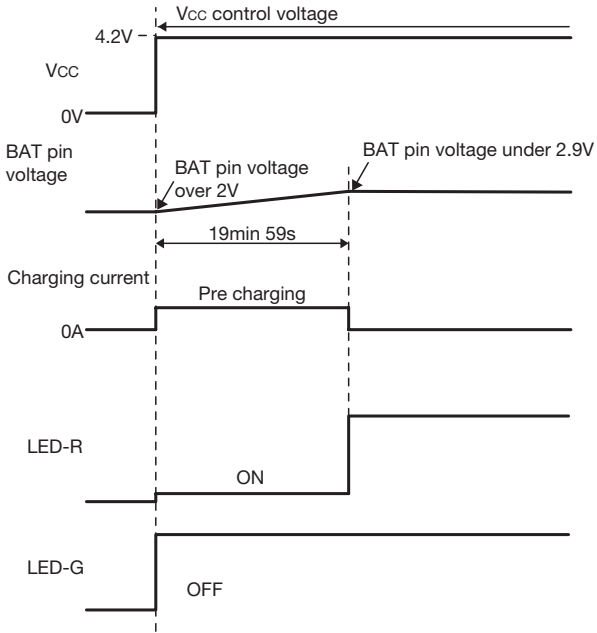 Vcc control voltage
4.2V
Vcc
0V
BAT pin
voltage
BAT pin voltage
over 2V
BAT pin voltage under 2.9V
19min 59s
Charging current
Pre charging
0A
LED-R
ON
LED-G
OFF